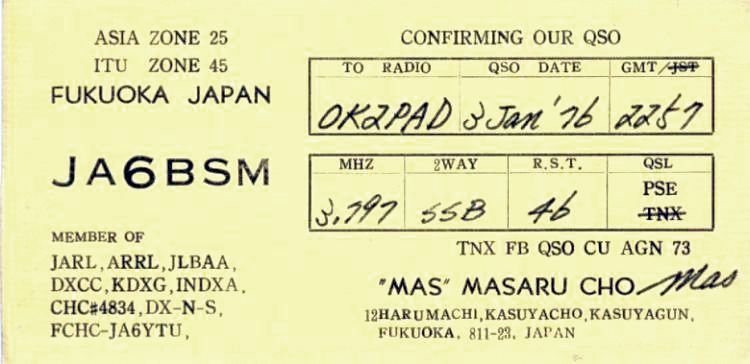 ASIA ZONE 25
ITU ZONE 45
FUKUOKA JAPAN
JA6BSM
MEMBER OF
JARL, ARRL, JLBAA,
DXCC, KDXG, INDXA,
CHC#4834, DX-N-S,
FCHC-JA6YTU,
CONFIRMING OUR QSO
TO RADIO QSO DATE GMT/JST
OK2PAD 3 Jan '76 2257
MHZ 2WAY R.S.T. QSL
3.797 SSB 46 PSE
TNX
TNX FB QSO CU AGN 73
"MAS" MASARU CHO Mas
12HARUMACHI, KASUYACHO, KASUYAGUN,
FUKUOKA, 811-23, JAPAN